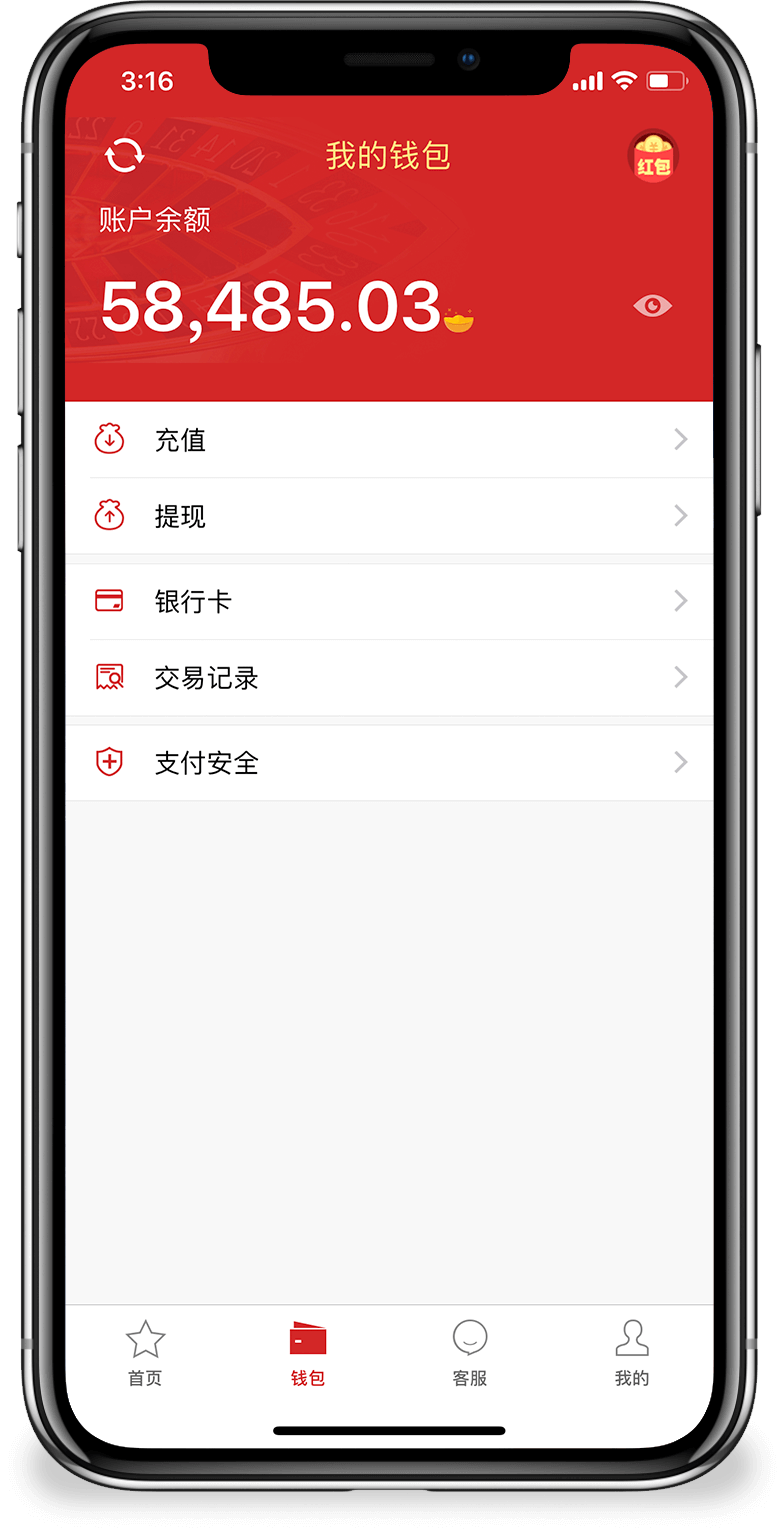 3:16
我的钱包
红包
账户余额
58,485.03
充值
提现
银行卡
交易记录
支付安全
首页
钱包
客服
我的